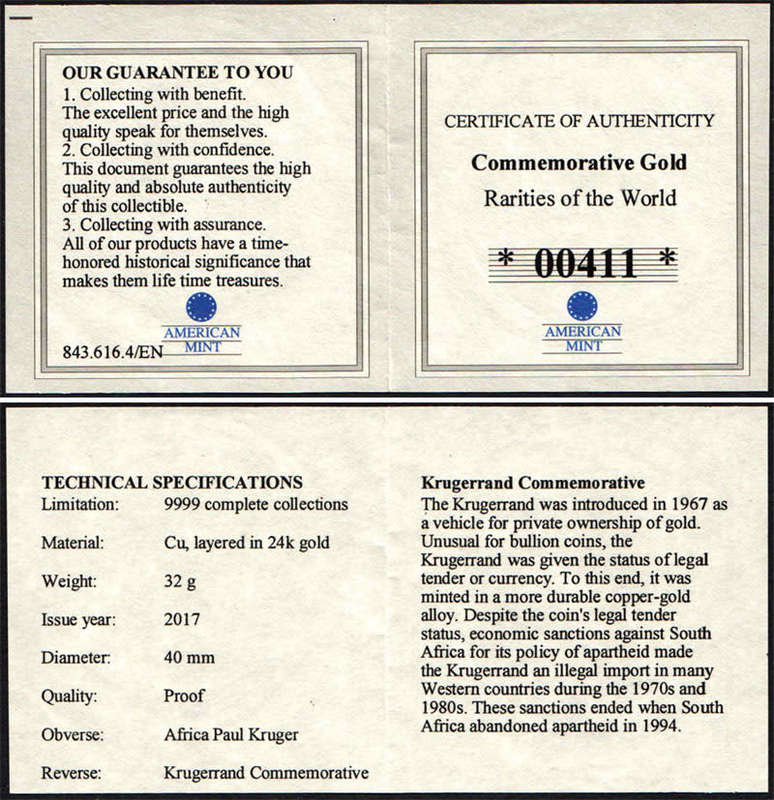 OUR GUARANTEE TO YOU
1. Collecting with benefit.
The excellent price and the high
quality speak for themselves.
2. Collecting with confidence.
This document guarantees the high
quality and absolute authenticity
of this collectible.
3. Collecting with assurance.
All of our products have a time-
honored historical significance that
makes them life time treasures.
AMERICAN
MINT
843.616.4/EN
CERTIFICATE OF AUTHENTICITY
Commemorative Gold
Rarities of the World
* 00411 *
AMERICAN
MINT
TECHNICAL SPECIFICATIONS
Limitation: 9999 complete collections
Material: Cu, layered in 24k gold
Weight: 32 g
Issue year: 2017
Diameter: 40 mm
Quality: Proof
Obverse: Africa Paul Kruger
Reverse: Krugerrand Commemorative
Krugerrand Commemorative
The Krugerrand was introduced in 1967 as
a vehicle for private ownership of gold.
Unusual for bullion coins, the
Krugerrand was given the status of legal
tender or currency. To this end, it was
minted in a more durable copper-gold
alloy. Despite the coin's legal tender
status, economic sanctions against South
Africa for its policy of apartheid made
the Krugerrand an illegal import in many
Western countries during the 1970s and
1980s. These sanctions ended when South
Africa abandoned apartheid in 1994.